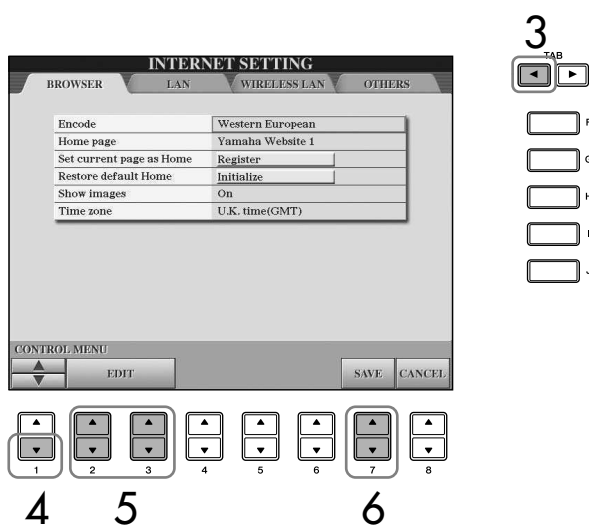 3
TAB
INTERNET SETTING
BROWSER LAN WIRELESS LAN OTHERS
Encode Western European
Home page Yamaha Website 1
Set current page as Home Register
Restore default Home Initialize
Show images On
Time zone U.K. time(GMT)
CONTROL MENU
EDIT SAVE CANCEL
1 2 3 4 5 6 7 8
4 5 6